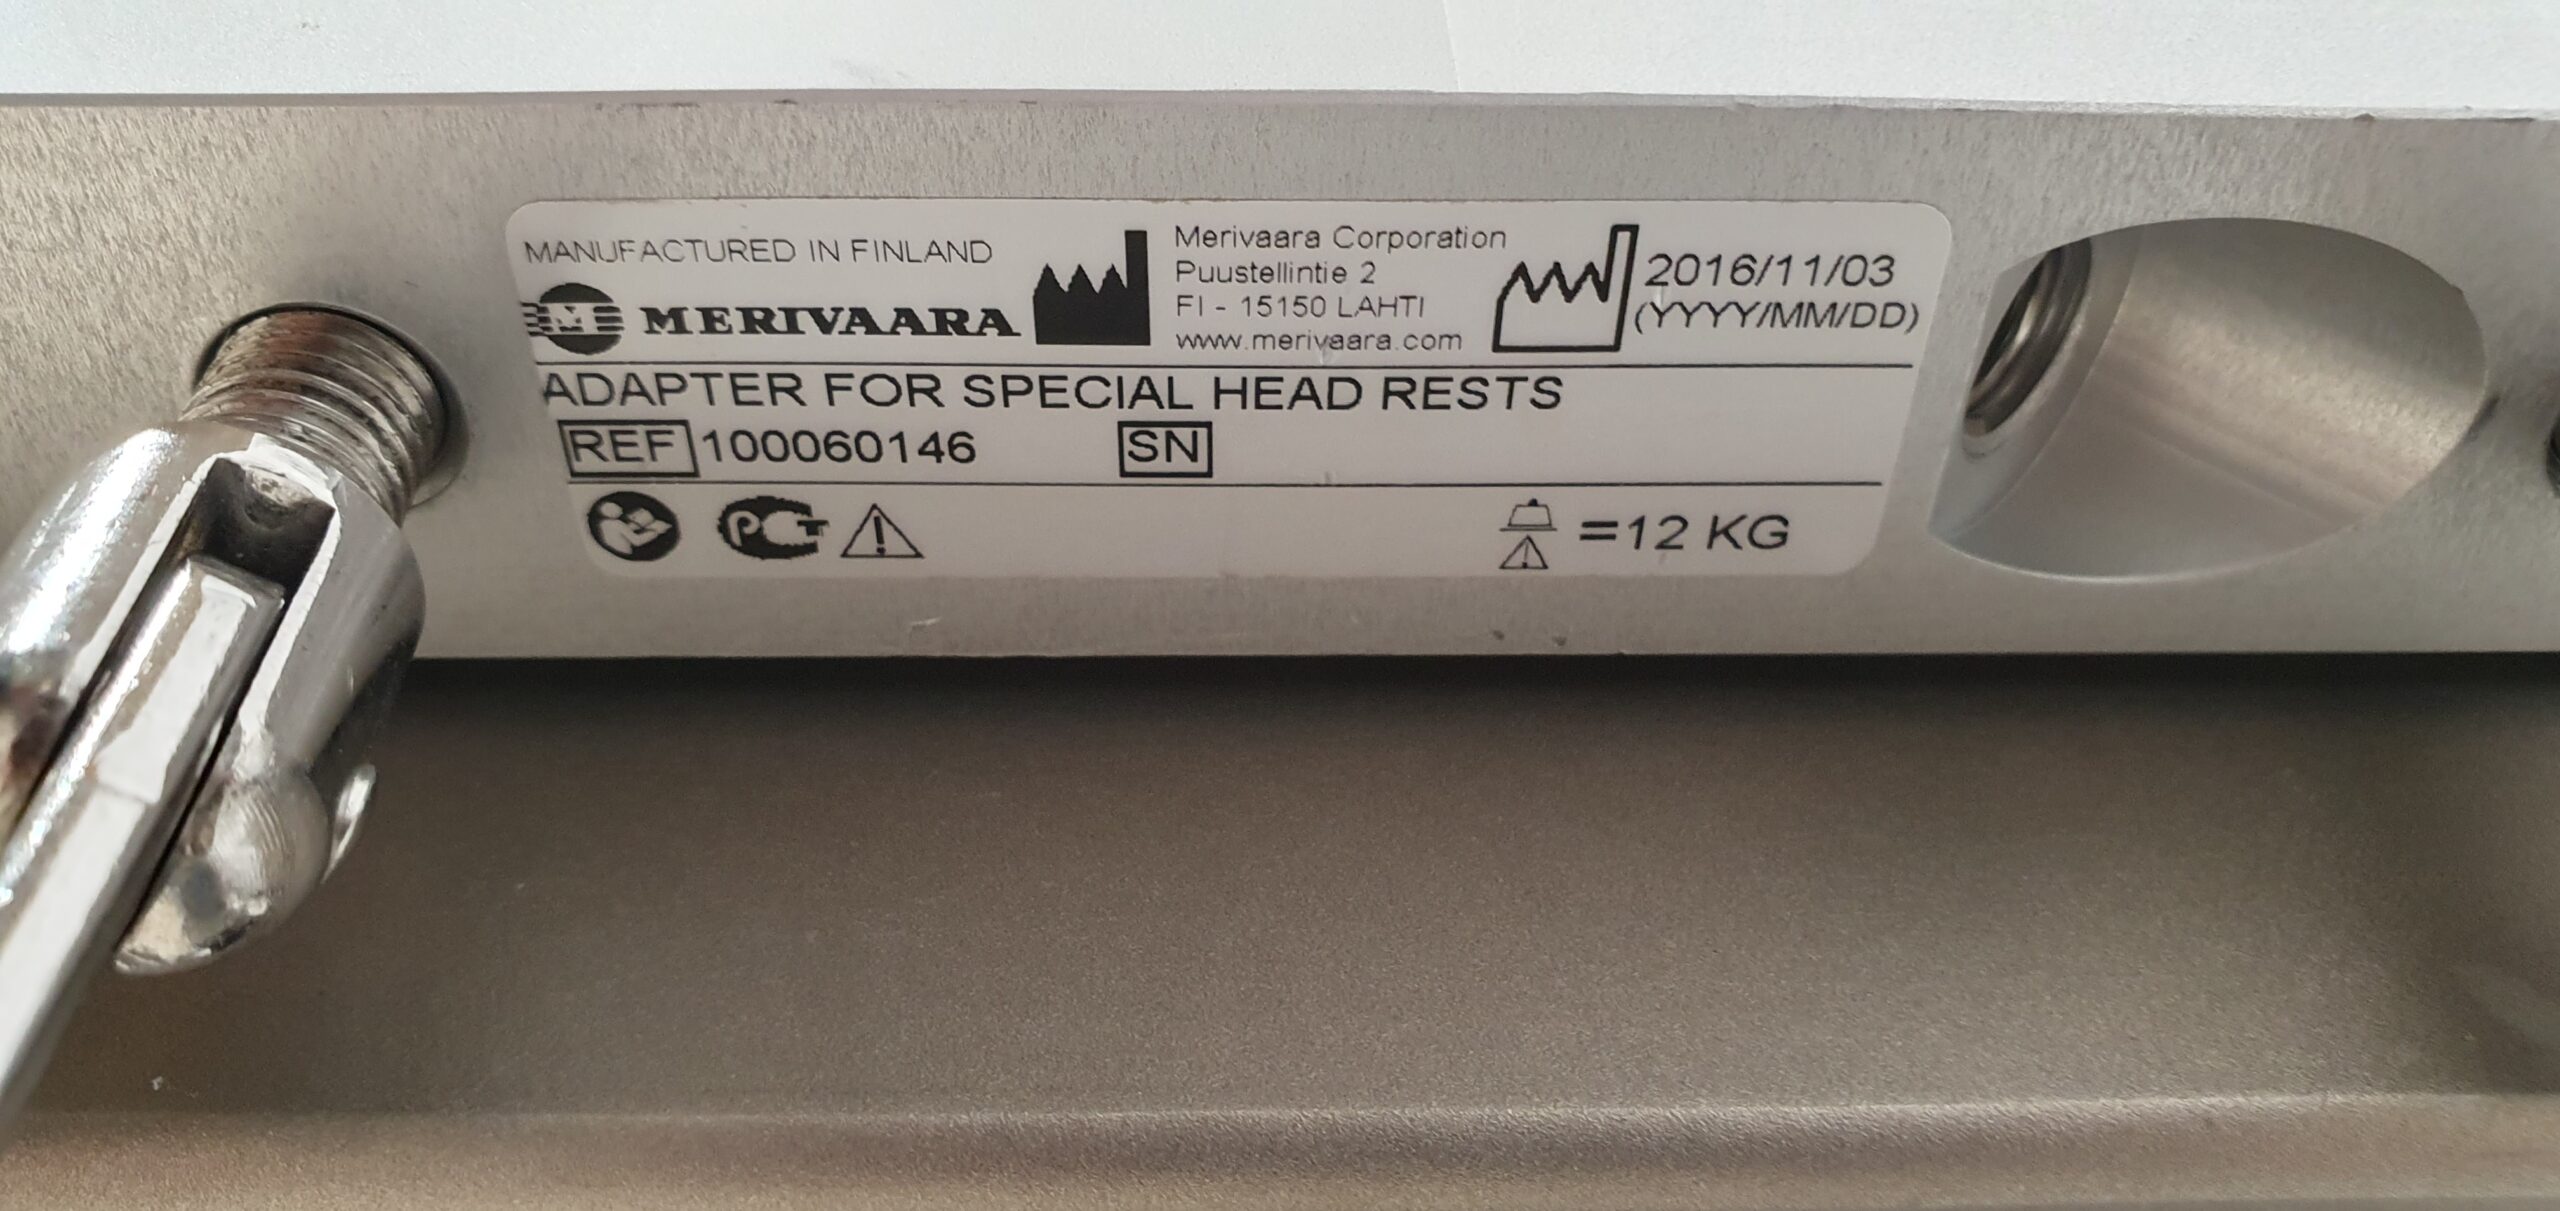 MANUFACTURED IN FINLAND
M MERIVAARA
Merivaara Corporation
Puustellintie 2
FI - 15150 LAHTI
www.merivaara.com
2016/11/03
(YYYY/MM/DD)
ADAPTER FOR SPECIAL HEAD RESTS
REF 100060146 SN
РСТ
=12 KG